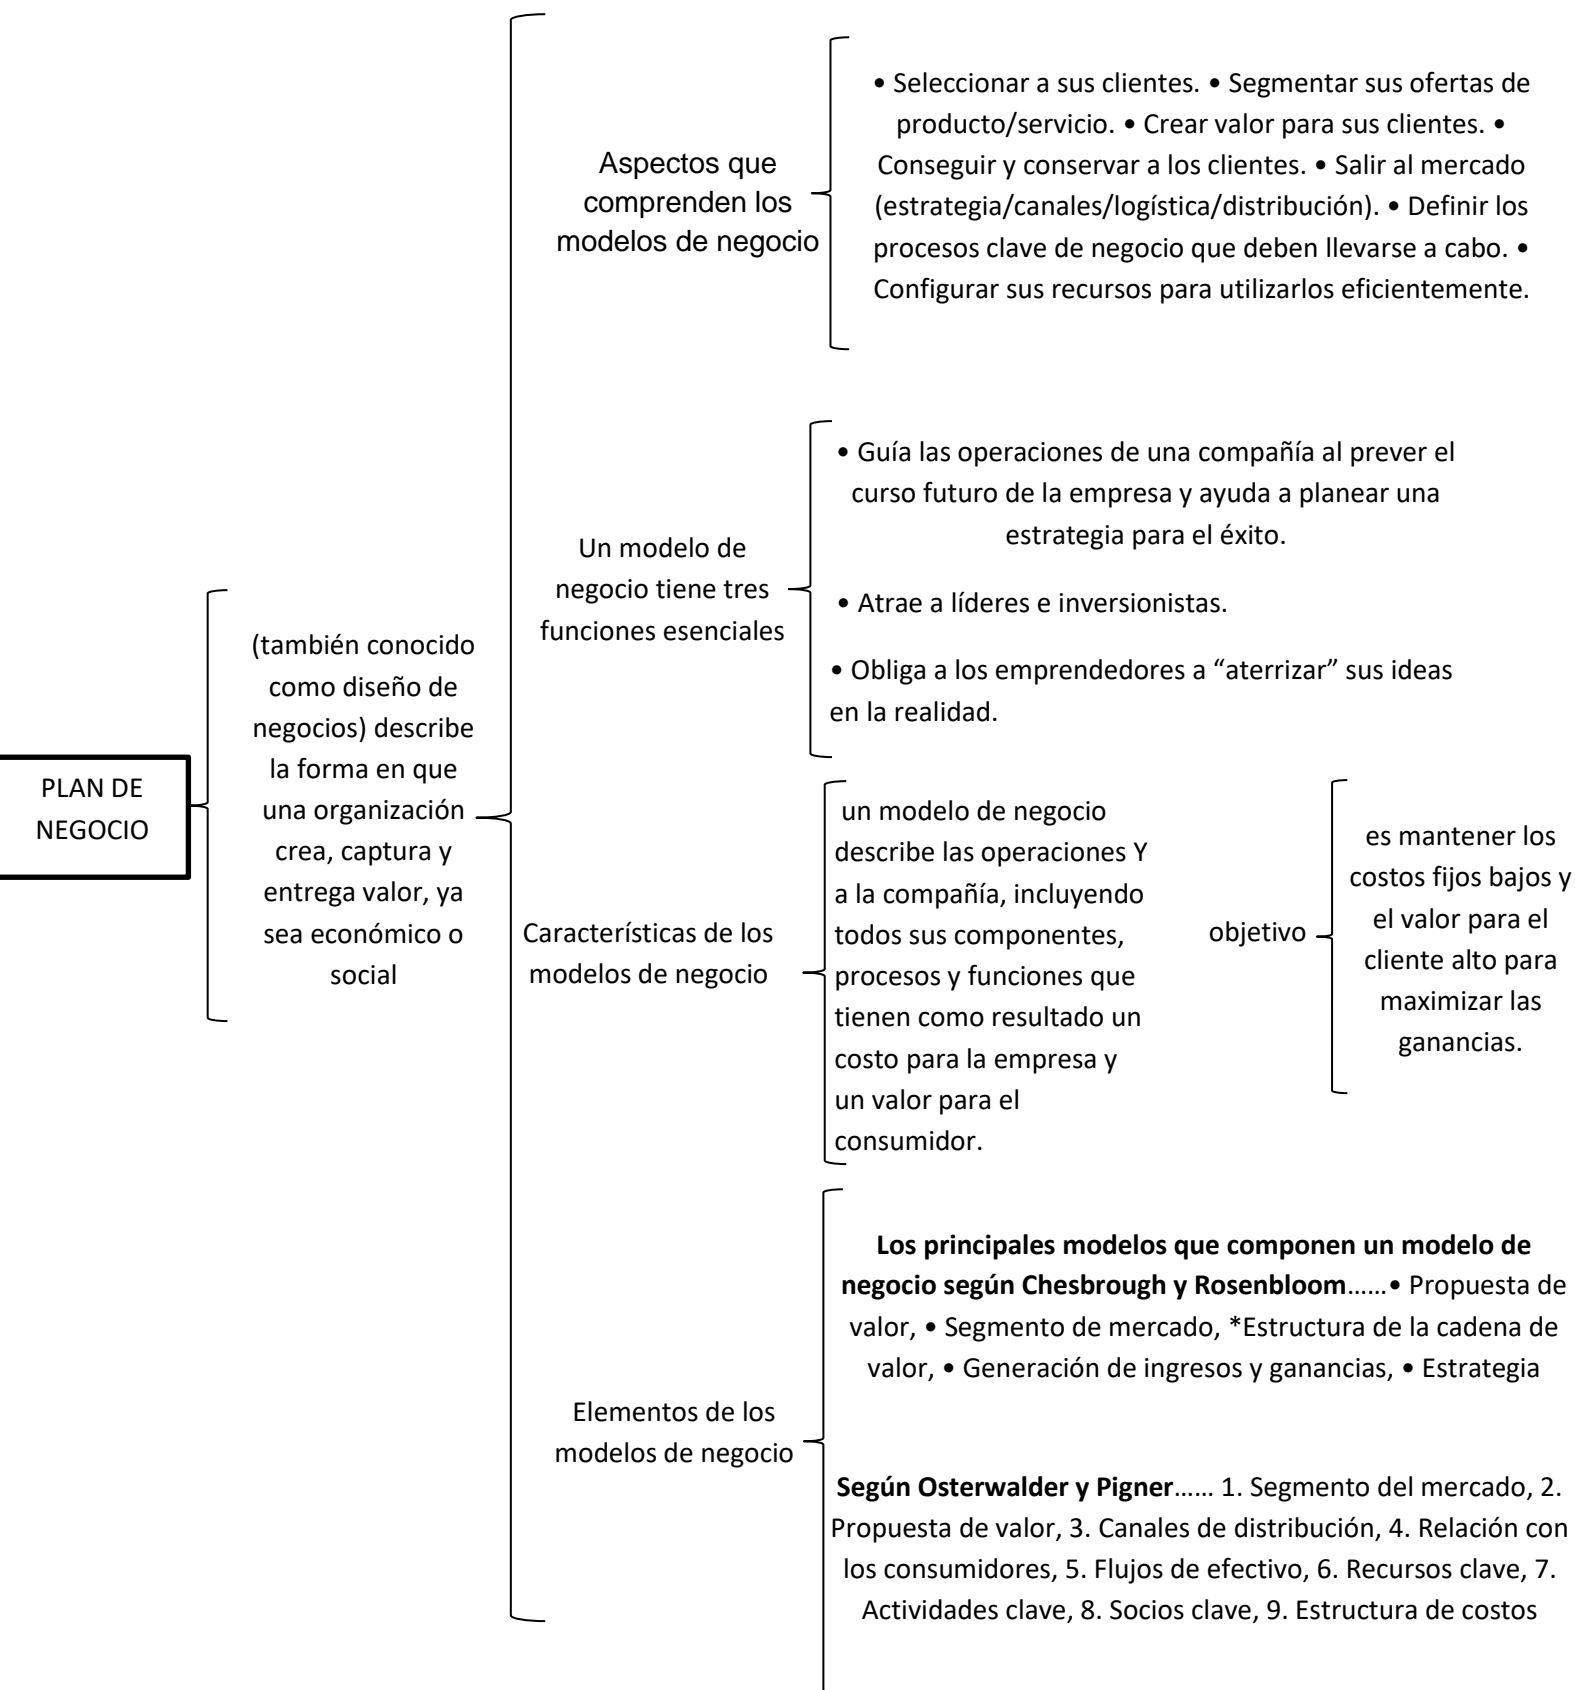 PLAN DE
NEGOCIO
(también conocido
como diseño de
negocios) describe
la forma en que
una organización
crea, captura y
entrega valor, ya
sea económico o
social
Aspectos que
comprenden los
modelos de negocio
• Seleccionar a sus clientes. • Segmentar sus ofertas de
producto/servicio. • Crear valor para sus clientes. •
Conseguir y conservar a los clientes. • Salir al mercado
(estrategia/canales/logística/distribución). • Definir los
procesos clave de negocio que deben llevarse a cabo. •
Configurar sus recursos para utilizarlos eficientemente.
Un modelo de
negocio tiene tres
funciones esenciales
• Guía las operaciones de una compañía al prever el
curso futuro de la empresa y ayuda a planear una
estrategia para el éxito.
• Atrae a líderes e inversionistas.
• Obliga a los emprendedores a “aterrizar” sus ideas
en la realidad.
Características de los
modelos de negocio
un modelo de negocio
describe las operaciones Y
a la compañía, incluyendo
todos sus componentes,
procesos y funciones que
tienen como resultado un
costo para la empresa y
un valor para el
consumidor.
objetivo
es mantener los
costos fijos bajos y
el valor para el
cliente alto para
maximizar las
ganancias.
Elementos de los
modelos de negocio
Los principales modelos que componen un modelo de
negocio según Chesbrough y Rosenbloom……• Propuesta de
valor, • Segmento de mercado, *Estructura de la cadena de
valor, • Generación de ingresos y ganancias, • Estrategia
Según Osterwalder y Pigner…… 1. Segmento del mercado, 2.
Propuesta de valor, 3. Canales de distribución, 4. Relación con
los consumidores, 5. Flujos de efectivo, 6. Recursos clave, 7.
Actividades clave, 8. Socios clave, 9. Estructura de costos